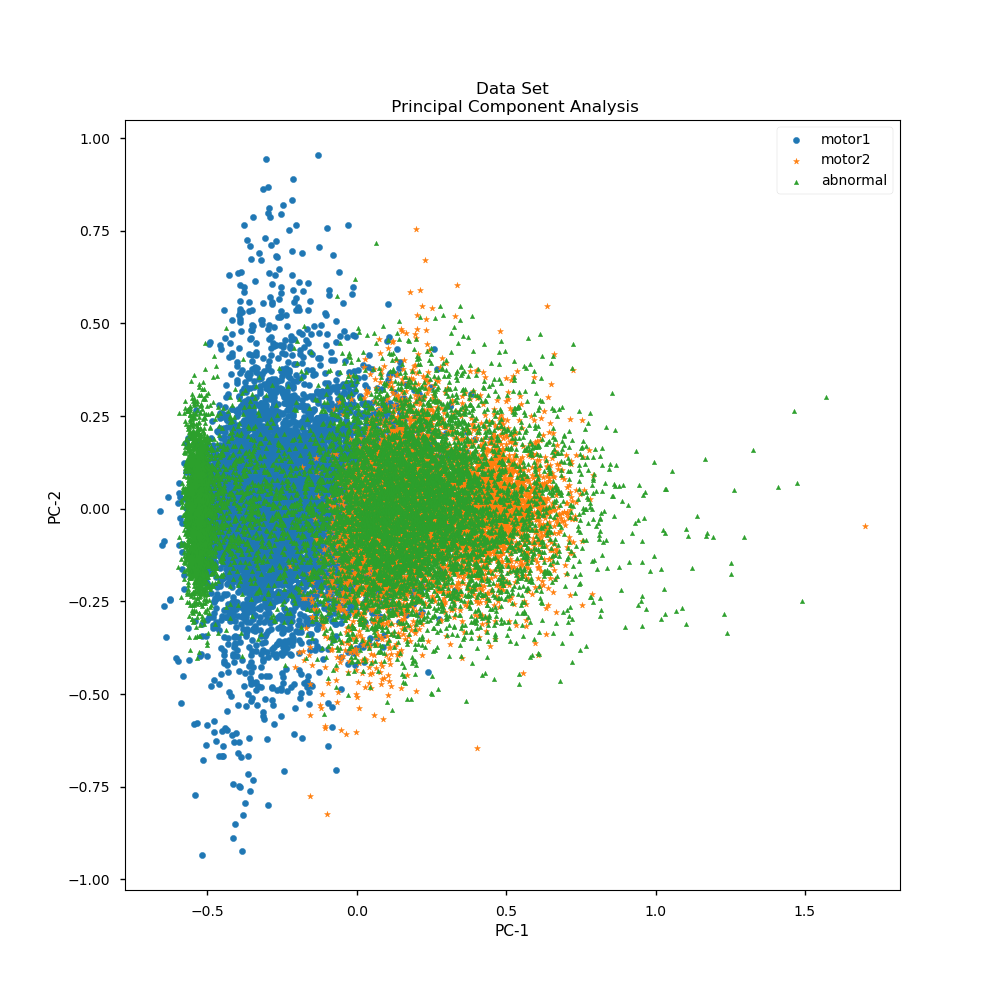 Data Set
Principal Component Analysis
motor1
motor2
abnormal
1.00
0.75
0.50
0.25
0.00
−0.25
−0.50
−0.75
−1.00
PC-2
−0.5
0.0
0.5
1.0
1.5
PC-1